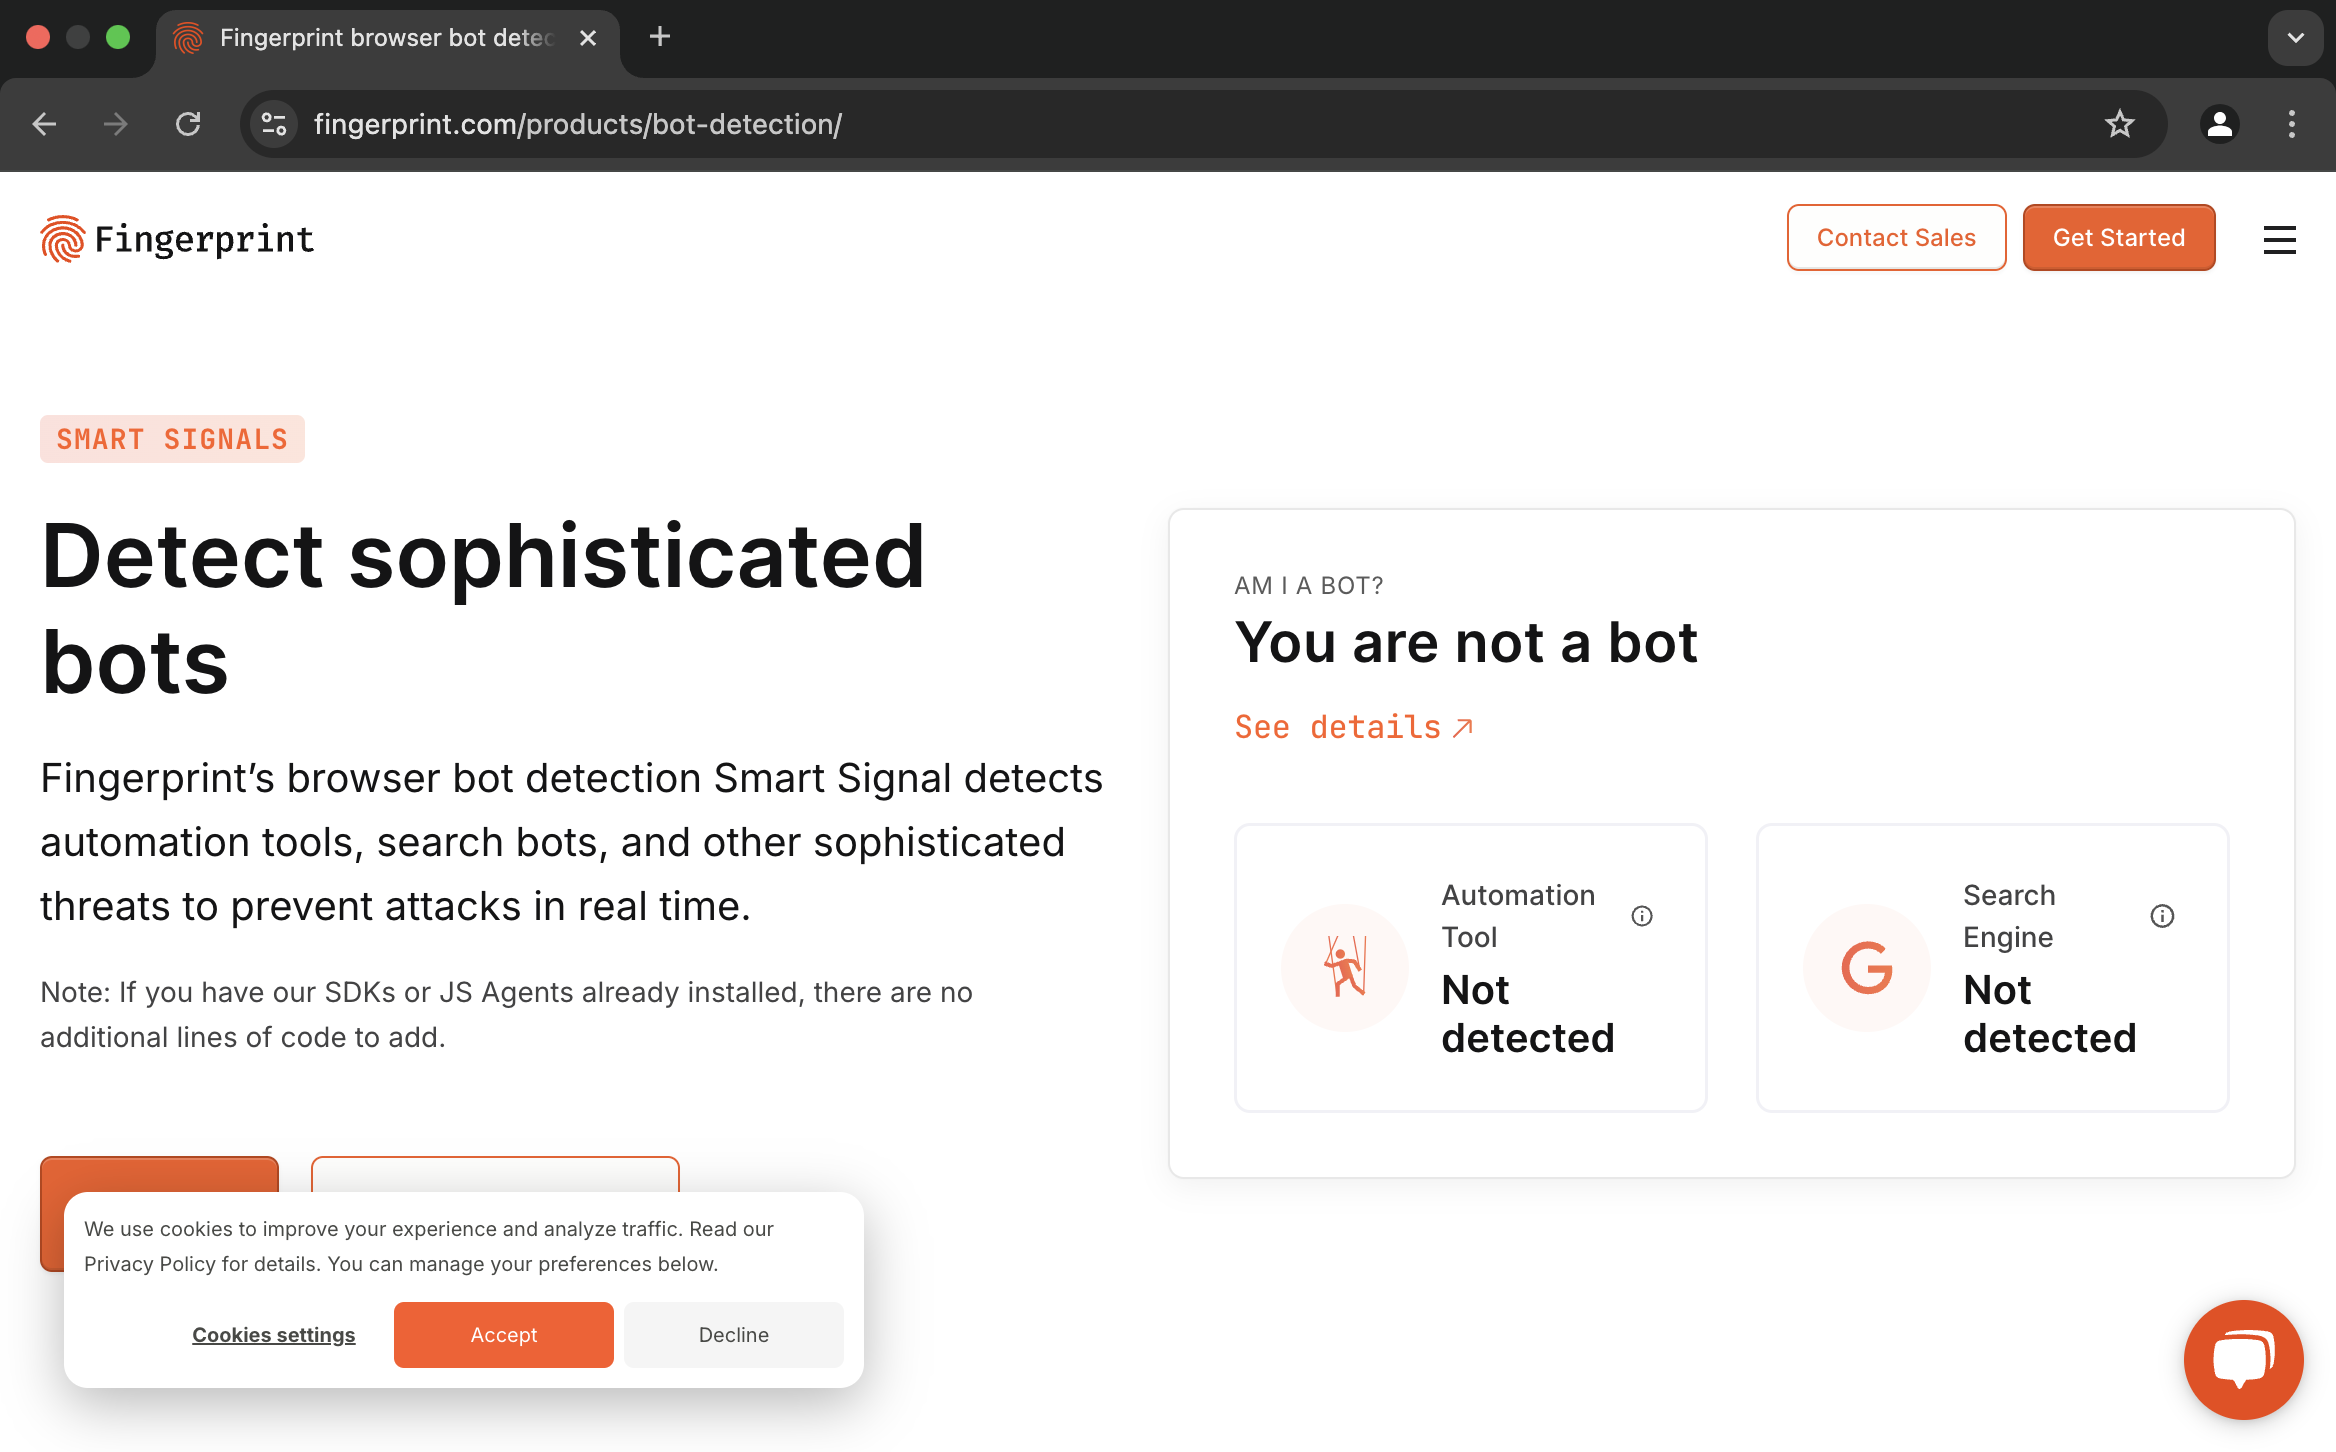 Fingerprint browser bot detec
fingerprint.com/products/bot-detection/
Fingerprint
Contact Sales
Get Started
SMART SIGNALS
Detect sophisticated
bots
Fingerprint’s browser bot detection Smart Signal detects
automation tools, search bots, and other sophisticated
threats to prevent attacks in real time.
Note: If you have our SDKs or JS Agents already installed, there are no
additional lines of code to add.
AM I A BOT?
You are not a bot
See details
Automation
Tool
Not
detected
Search
Engine
Not
detected
We use cookies to improve your experience and analyze traffic. Read our
Privacy Policy for details. You can manage your preferences below.
Cookies settings
Accept
Decline